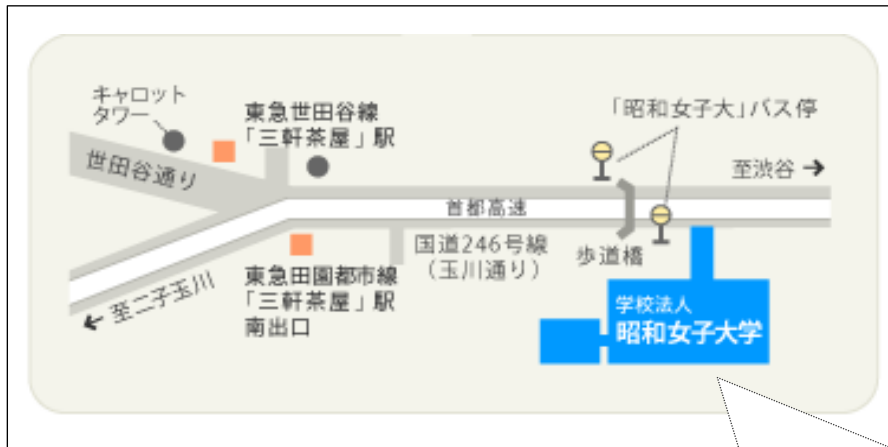 キャロット
タワー
東急世田谷線
「三軒茶屋」駅
「昭和女子大」バス停
世田谷通り
至渋谷→
首都高速
国道246号線
（玉川通り）
歩道橋
←至二子玉川
東急田園都市線
「三軒茶屋」駅
南出口
学校法人
昭和女子大学